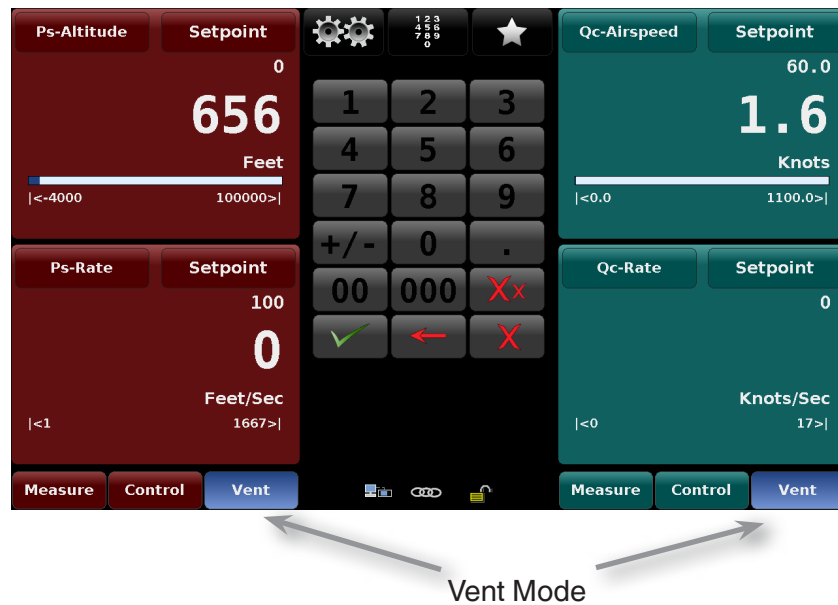 Ps-Altitude Setpoint
0
656
Feet
|<-4000 100000>|
Ps-Rate Setpoint
100
0
Feet/Sec
|<1 1667>|
Measure Control Vent
1 2 3
4 5 6
7 8 9
0
1 2 3
4 5 6
7 8 9
+/- 0 .
00 000 Xx
X
Qc-Airspeed Setpoint
60.0
1.6
Knots
|<0.0 1100.0>|
Qc-Rate Setpoint
0
Knots/Sec
|<0 17>|
Measure Control Vent
Vent Mode